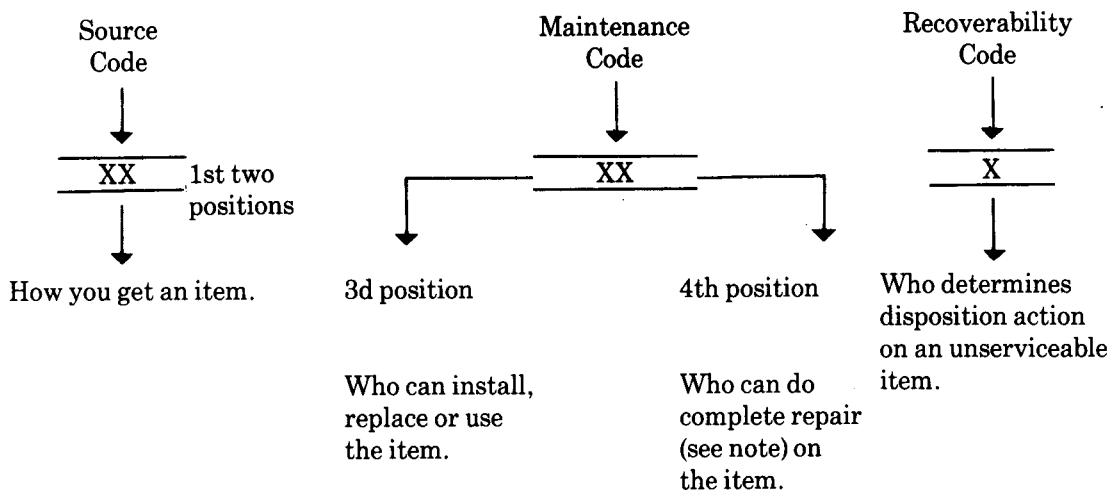 Source
Code
XX
1st two
positions
How you get an item.
Maintenance
Code
XX
3d position
Who can install,
replace or use
the item.
4th position
Who can do
complete repair
(see note) on
the item.
Recoverability
Code
X
Who determines
disposition action
on an unserviceable
item.